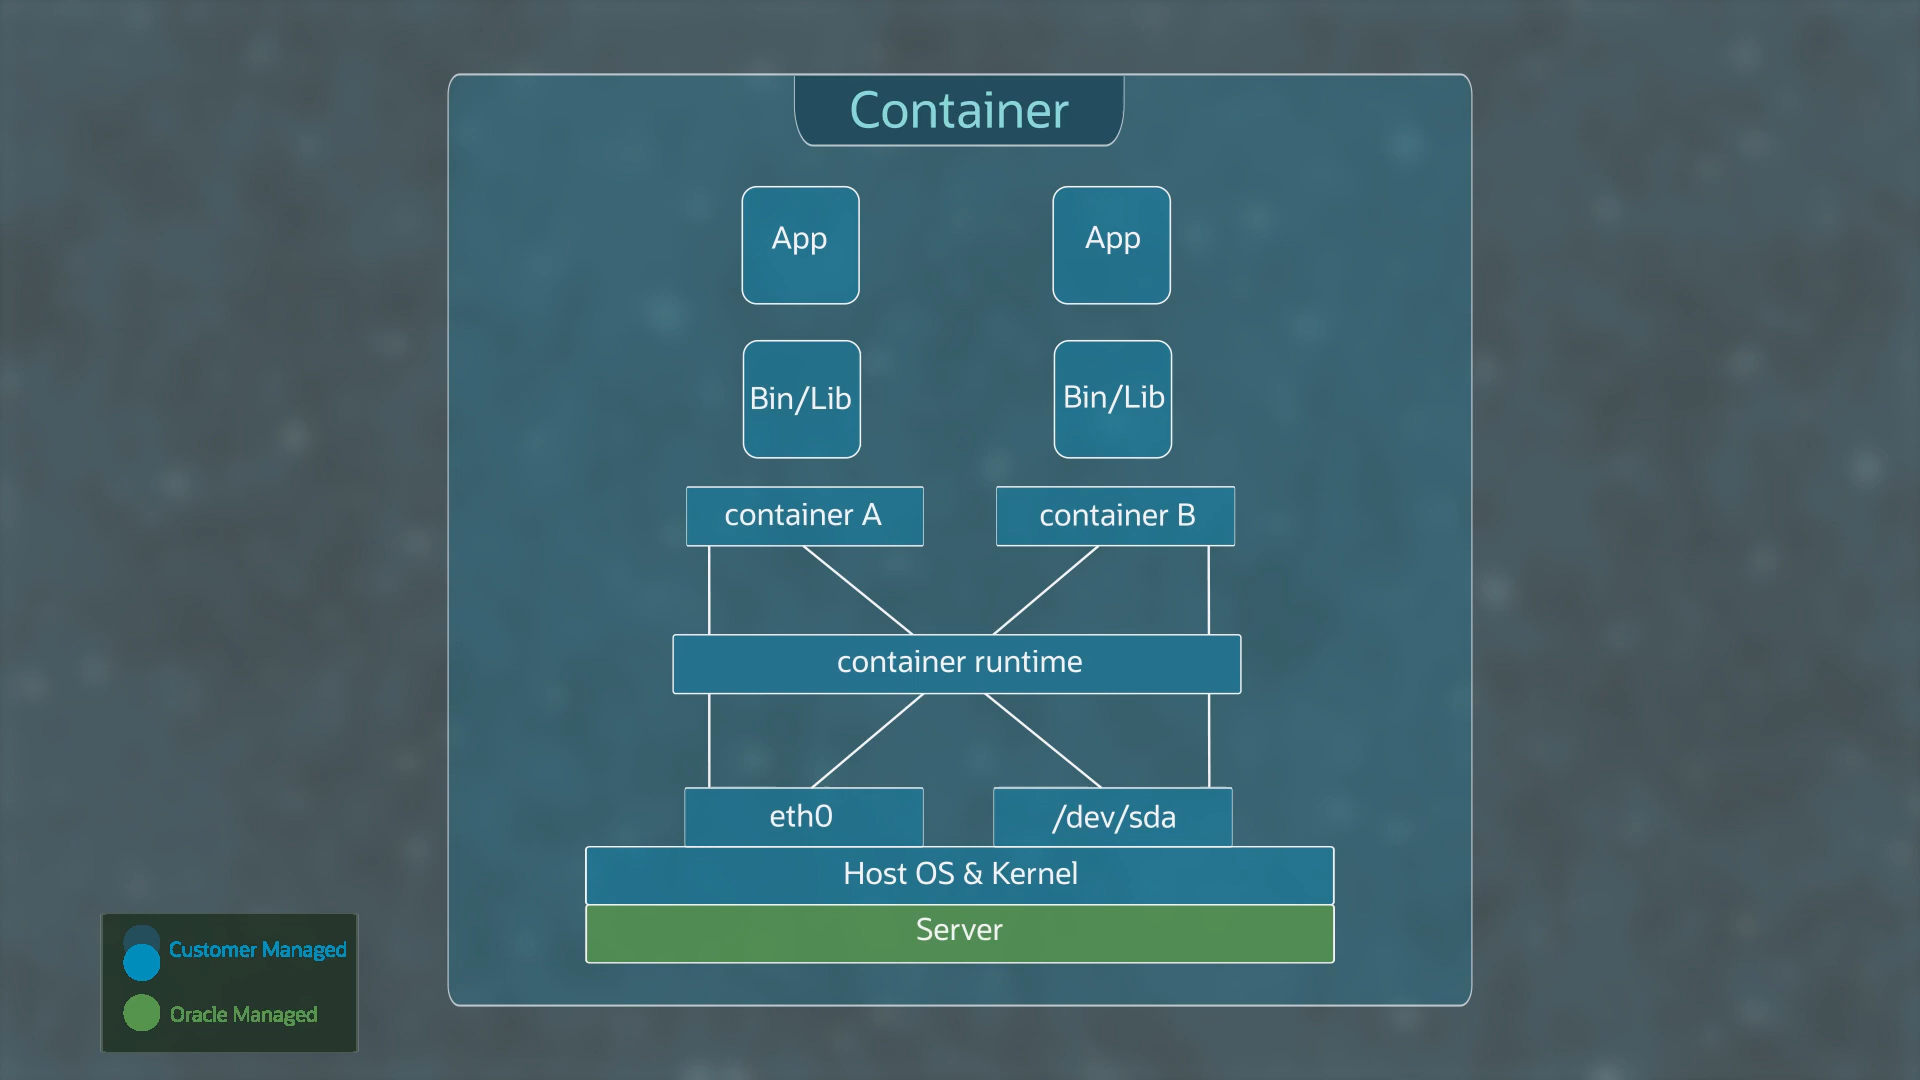 Container
App
App
Bin/Lib
Bin/Lib
container A
container B
container runtime
eth0
/dev/sda
Host OS & Kernel
Server
Customer Managed
Oracle Managed